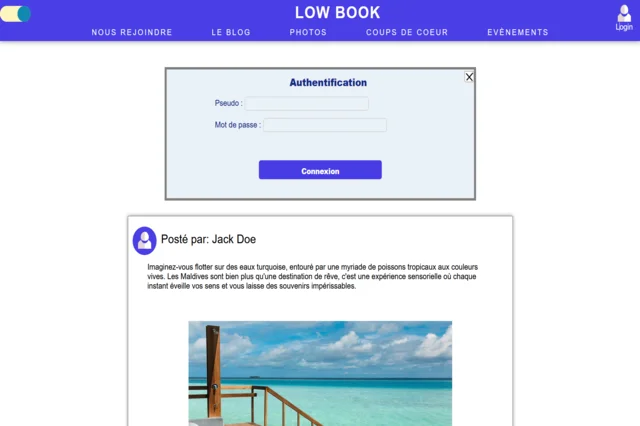 LOW BOOK
Login
NOUS REJOINDRE LE BLOG PHOTOS COUPS DE COEUR EVÈNEMENTS
X
Authentification
Pseudo :
Mot de passe :
Connexion
Posté par: Jack Doe
Imaginez-vous flotter sur des eaux turquoise, entouré par une myriade de poissons tropicaux aux couleurs
vives. Les Maldives sont bien plus qu'une destination de rêve, c'est une expérience sensorielle où chaque
instant éveille vos sens et vous laisse des souvenirs impérissables.